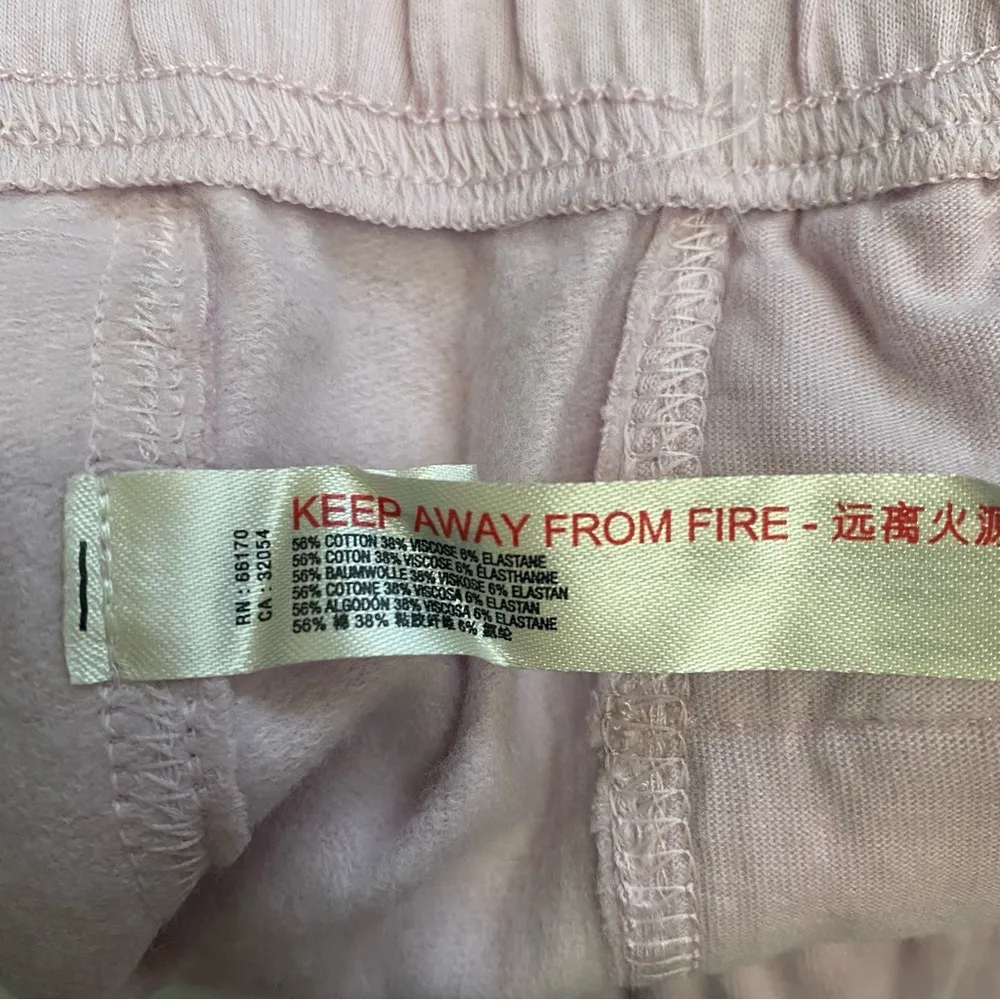 RN : 66170
CA : 32054
KEEP AWAY FROM FIRE - 远离火源
56% COTTON 38% VISCOSE 6% ELASTANE
56% COTON 38% VISCOSE 6% ELASTHANNE
56% BAUMWOLLE 38% VISKOSE 6% ELASTAN
56% COTONE 38% VISCOSA 6% ELASTAN
56% ALGODÓN 38% VISCOSA 6% ELASTANE
56% 棉 38% 粘胶纤维 6% 氨纶